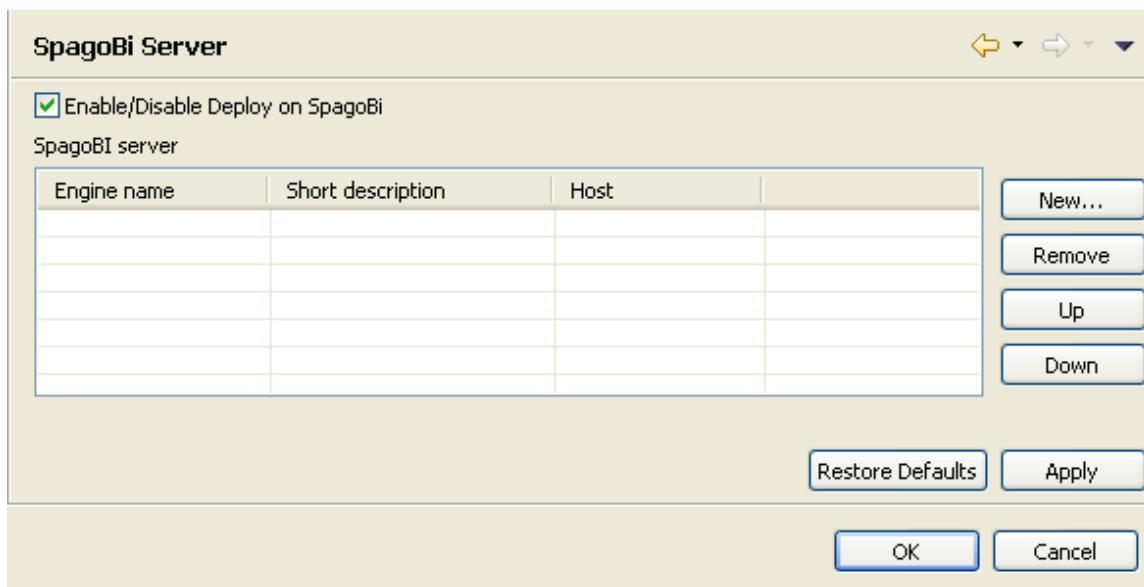 SpagoBi Server
Enable/Disable Deploy on SpagoBi
SpagoBI server
Engine name Short description Host
New...
Remove
Up
Down
Restore Defaults Apply
OK Cancel